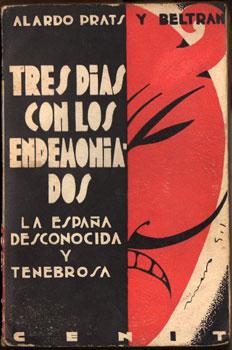 ALARDO PRATS Y BELTRAN
TRES DIAS
CON LOS
ENDEMONIA-
DOS
LA ESPAÑA
DESCONOCIDA
Y
TENEBROSA
CENIT